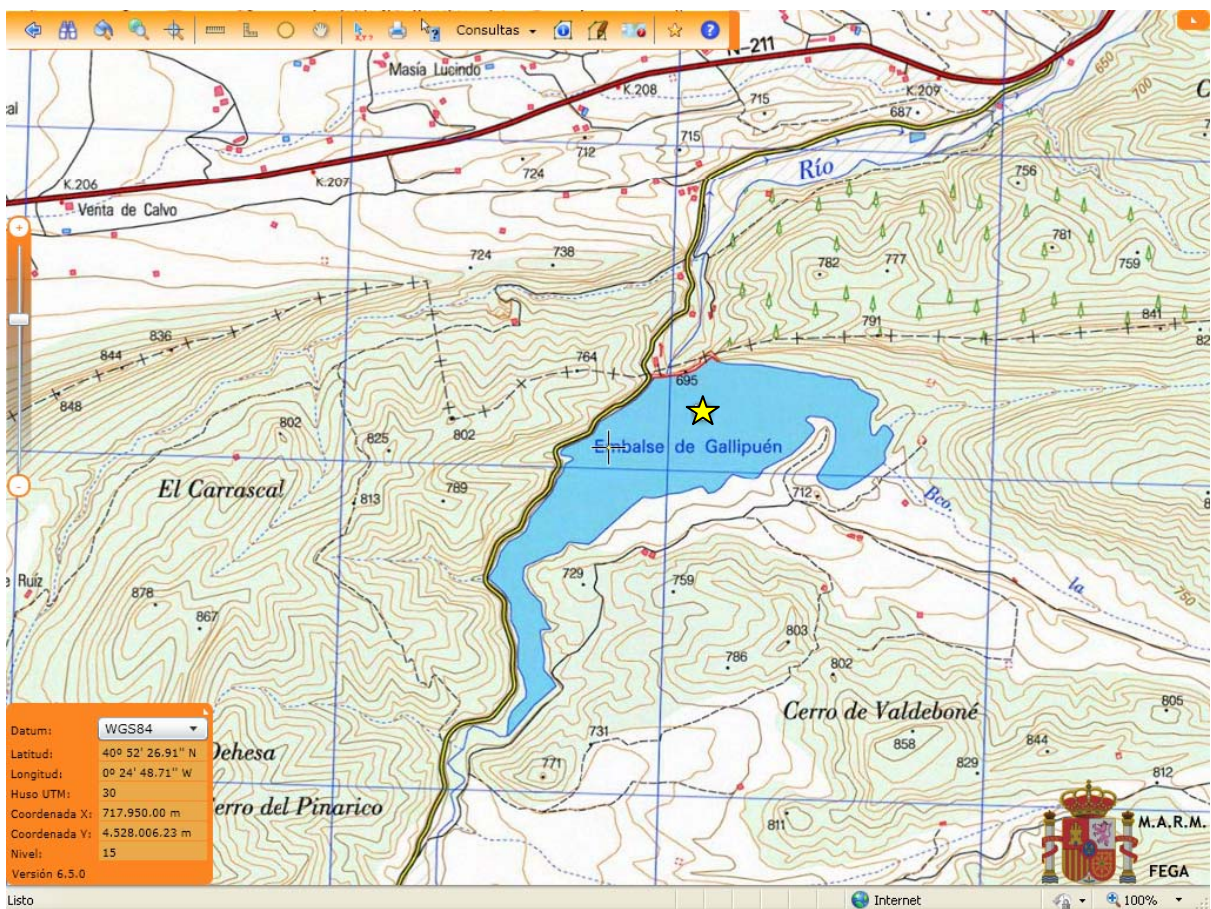 Consultas
N-211
Masía Lucindo
K.208
K.209
650
700
715
687
715
712
724
Río
756
K.206
K.207
Venta de Calvo
724
738
781
782
777
759
836
844
764
791
841
848
695
802
825
802
Embalse de Gallipuén
El Carrascal
789
813
712
Bco.
Ruiz
878
867
729
759
la
750
803
786
802
Cerro de Valdeboné
805
731
858
844
829
771
812
811
Dehesa
erro del Pinarico
Datum: WGS84
Latitud: 40º 52' 26.91'' N
Longitud: 0º 24' 48.71'' W
Huso UTM: 30
Coordenada X: 717.950.00 m
Coordenada Y: 4.528.006.23 m
Nivel: 15
Versión 6.5.0
M.A.R.M.
FEGA
Listo
Internet
100%